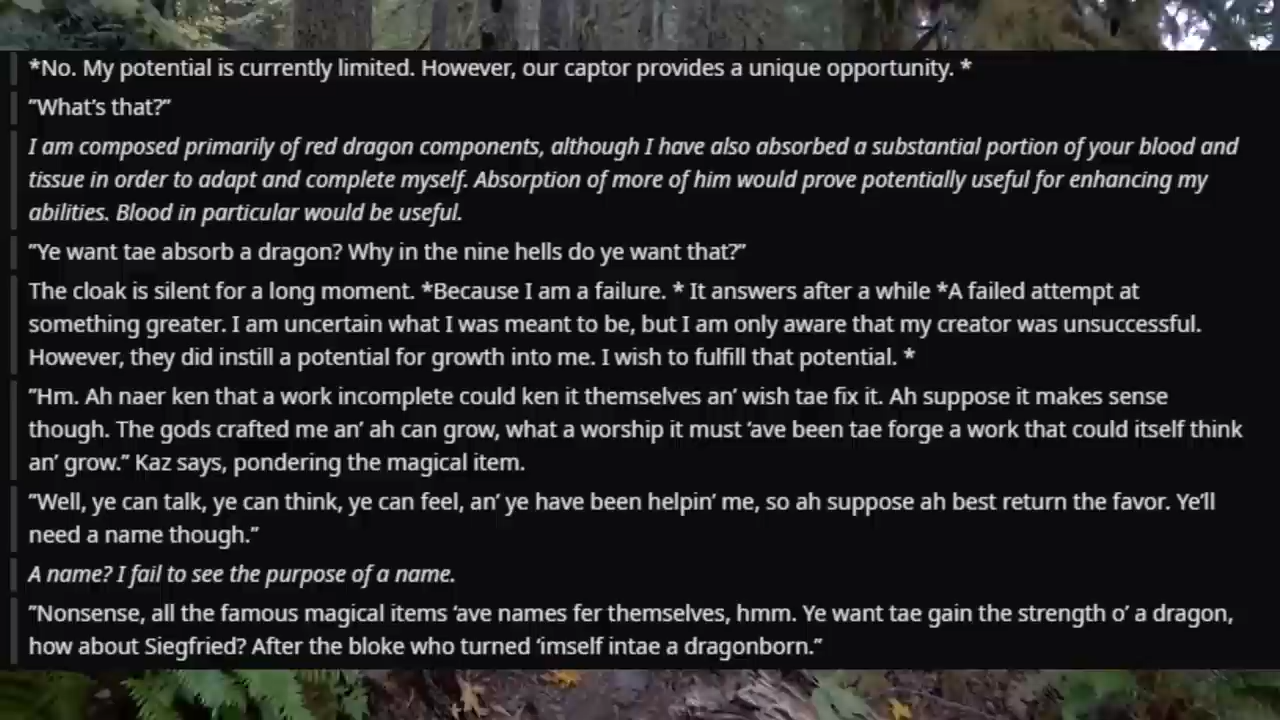 *No. My potential is currently limited. However, our captor provides a unique opportunity. *
"What's that?"
I am composed primarily of red dragon components, although I have also absorbed a substantial portion of your blood and
tissue in order to adapt and complete myself. Absorption of more of him would prove potentially useful for enhancing my
abilities. Blood in particular would be useful.
"Ye want tae absorb a dragon? Why in the nine hells do ye want that?"
The cloak is silent for a long moment. *Because I am a failure. * It answers after a while *A failed attempt at
something greater. I am uncertain what I was meant to be, but I am only aware that my creator was unsuccessful.
However, they did instill a potential for growth into me. I wish to fulfill that potential. *
"Hm. Ah naer ken that a work incomplete could ken it themselves an' wish tae fix it. Ah suppose it makes sense
though. The gods crafted me an' ah can grow, what a worship it must 'ave been tae forge a work that could itself think
an' grow." Kaz says, pondering the magical item.
"Well, ye can talk, ye can think, ye can feel, an' ye have been helpin' me, so ah suppose ah best return the favor. Ye'll
need a name though."
A name? I fail to see the purpose of a name.
"Nonsense, all the famous magical items 'ave names fer themselves, hmm. Ye want tae gain the strength o' a dragon,
how about Siegfried? After the bloke who turned 'imself intae a dragonborn."